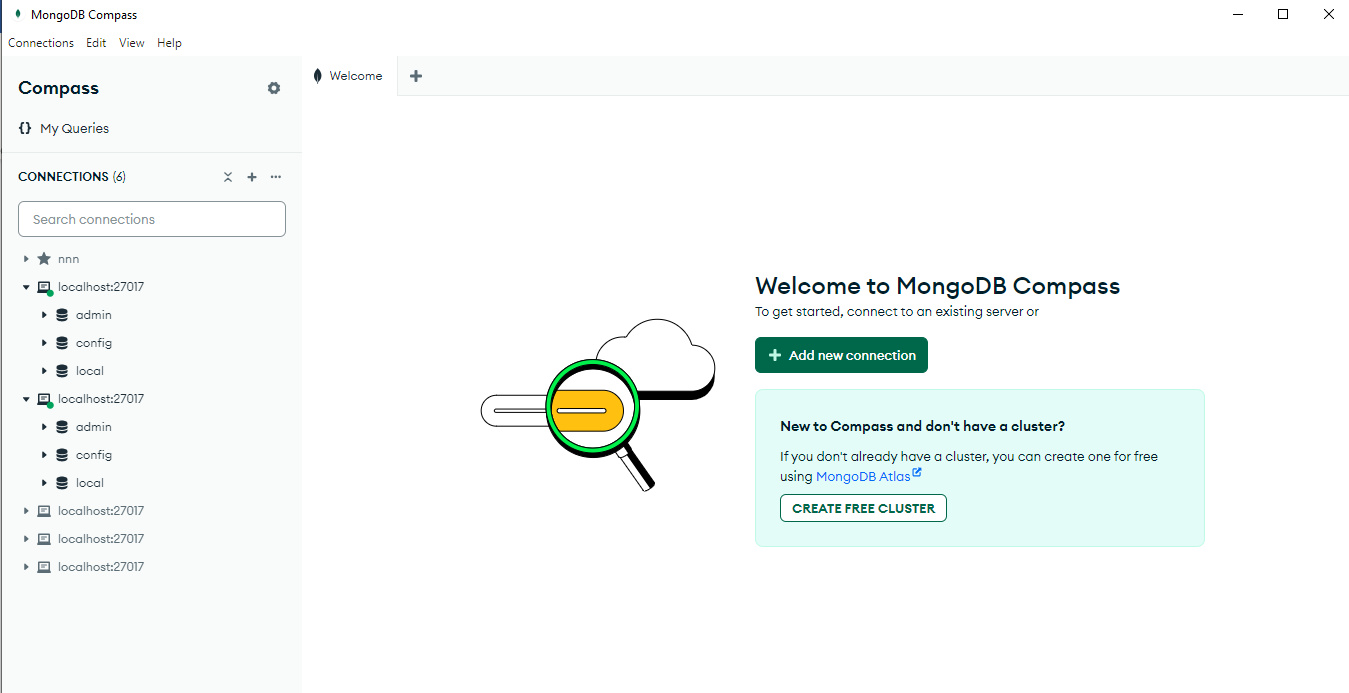 MongoDB Compass
Connections Edit View Help
Compass
{} My Queries
CONNECTIONS (6)
Search connections
nnn
localhost:27017
admin
config
local
localhost:27017
admin
config
local
localhost:27017
localhost:27017
localhost:27017
Welcome
Welcome to MongoDB Compass
To get started, connect to an existing server or
Add new connection
New to Compass and don't have a cluster?
If you don't already have a cluster, you can create one for free
using MongoDB Atlas
CREATE FREE CLUSTER